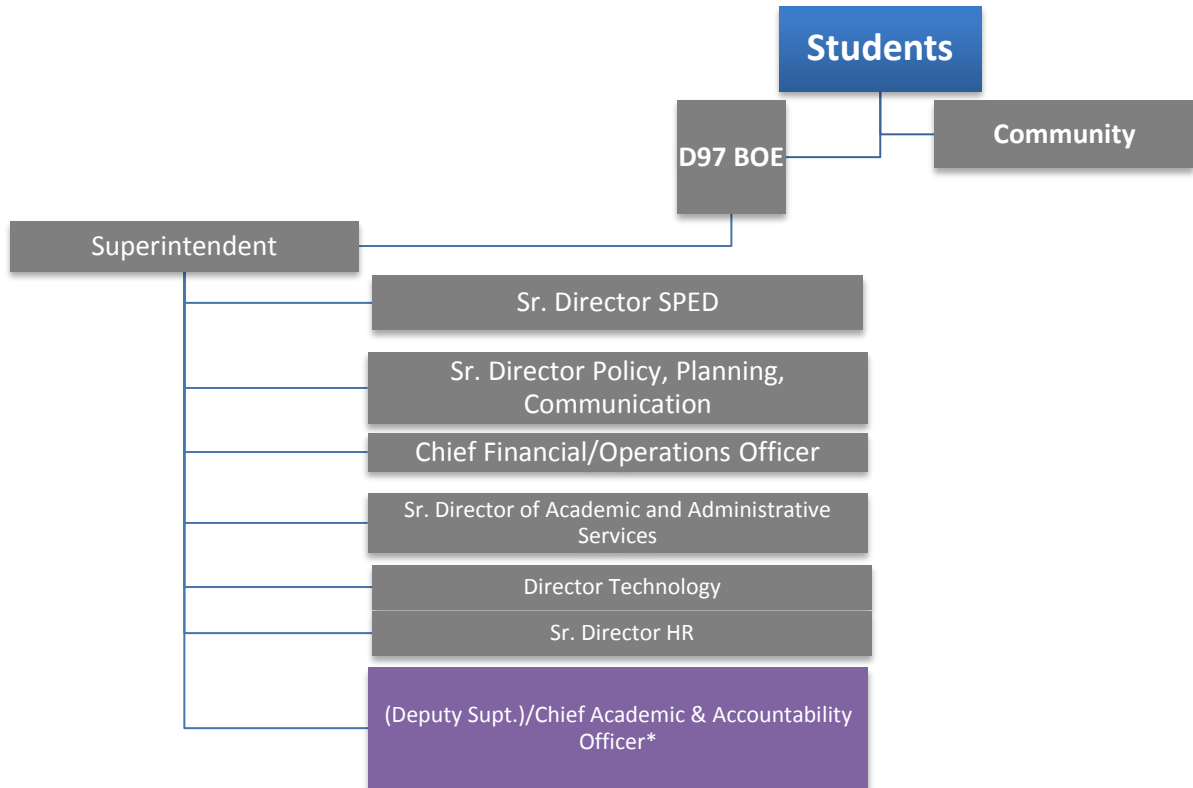 Students
D97 BOE
Community
Superintendent
Sr. Director SPED
Sr. Director Policy, Planning,
Communication
Chief Financial/Operations Officer
Sr. Director of Academic and Administrative
Services
Director Technology
Sr. Director HR
(Deputy Supt.)/Chief Academic & Accountability
Officer*